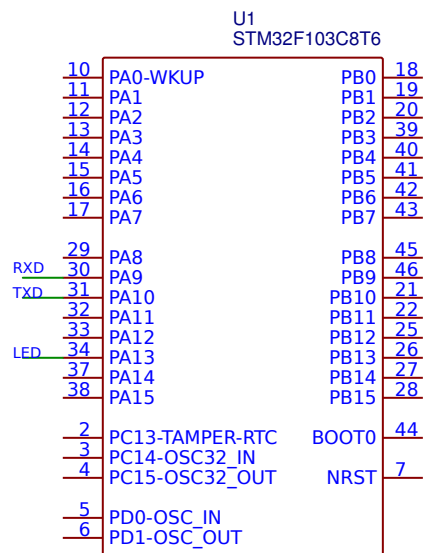 U1
STM32F103C8T6
10 PA0-WKUP PB0 18
11 PA1 PB1 19
12 PA2 PB2 20
13 PA3 PB3 39
14 PA4 PB4 40
15 PA5 PB5 41
16 PA6 PB6 42
17 PA7 PB7 43
29 PA8 PB8 45
RXD 30 PA9 PB9 46
TXD 31 PA10 PB10 21
32 PA11 PB11 22
33 PA12 PB12 25
LED 34 PA13 PB13 26
37 PA14 PB14 27
38 PA15 PB15 28
2 PC13-TAMPER-RTC BOOT0 44
3 PC14-OSC32_IN
4 PC15-OSC32_OUT NRST 7
5 PD0-OSC_IN
6 PD1-OSC_OUT